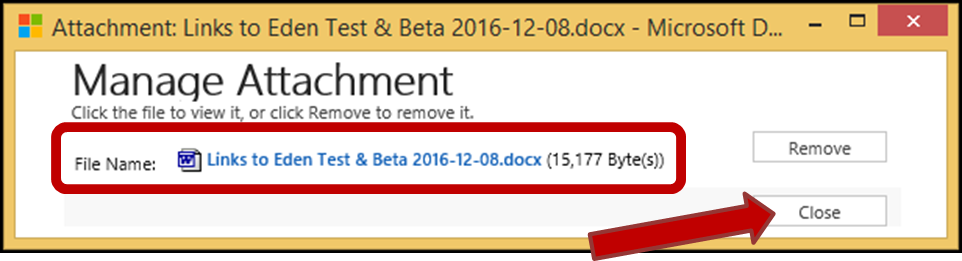 Attachment: Links to Eden Test & Beta 2016-12-08.docx - Microsoft D...
Manage Attachment
Click the file to view it, or click Remove to remove it.
File Name: Links to Eden Test & Beta 2016-12-08.docx (15,177 Byte(s))
Remove
Close